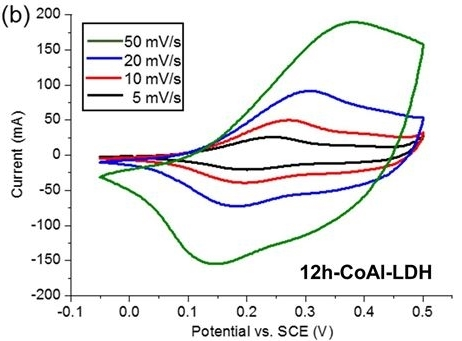 (b)
200
150
100
50
0
-50
-100
-150
-200
Current (mA)
50 mV/s
20 mV/s
10 mV/s
5 mV/s
12h-CoAl-LDH
-0.1 0.0 0.1 0.2 0.3 0.4 0.5
Potential vs. SCE (V)